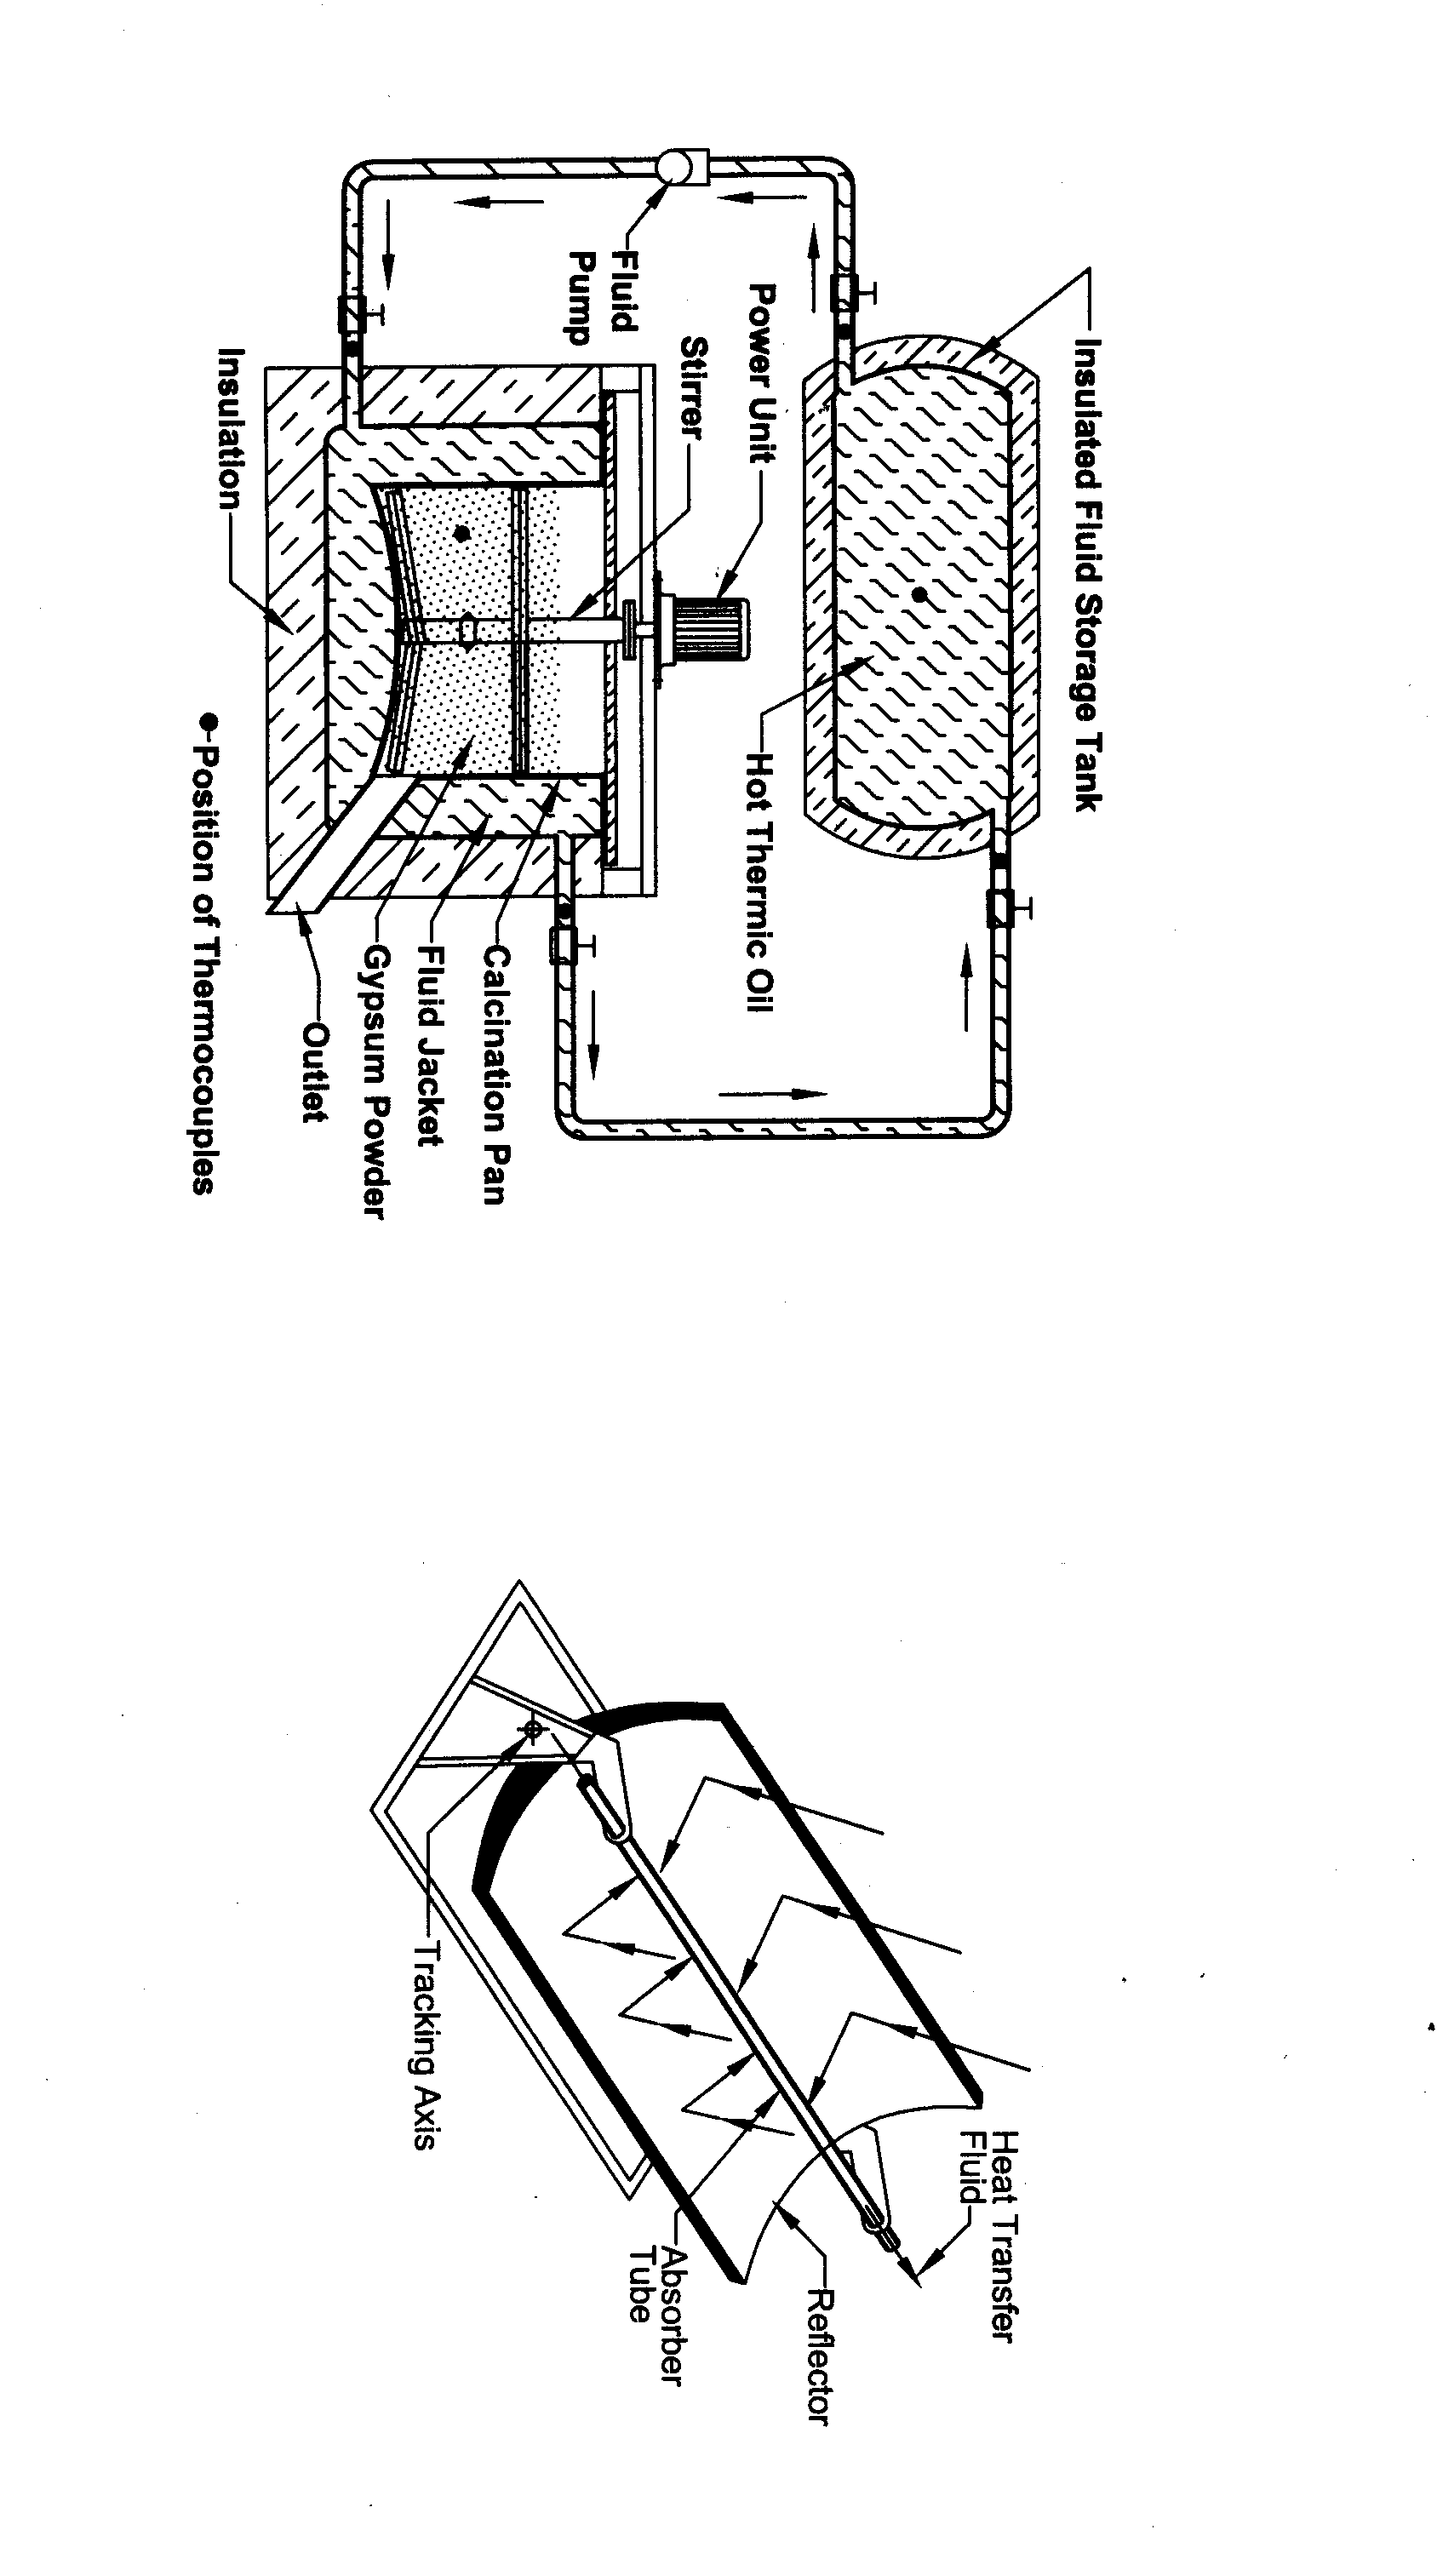 Insulated Fluid Storage Tank
Hot Thermic Oil
Power Unit
Stirrer
Fluid
Pump
Calcination Pan
Fluid Jacket
Gypsum Powder
Outlet
Insulation
Position of Thermocouples
Heat Transfer
Fluid
Reflector
Absorber
Tube
Tracking Axis